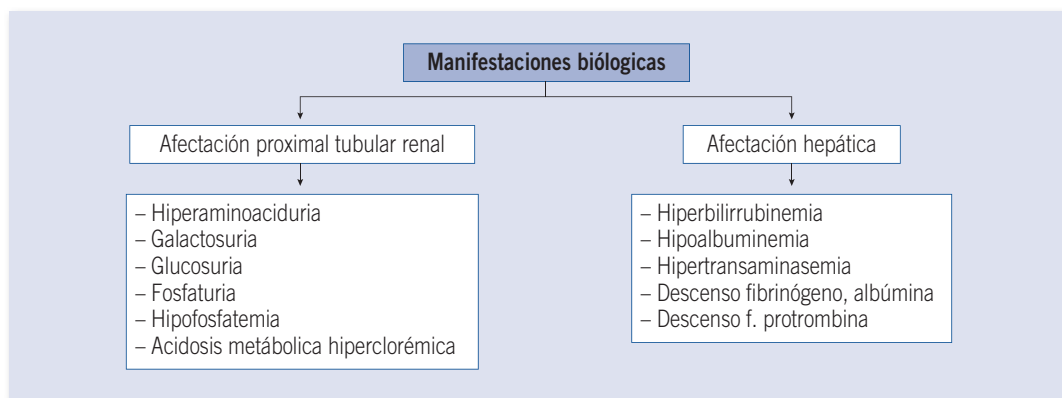 Manifestaciones biólogicas
Afectación proximal tubular renal
Afectación hepática
– Hiperaminoaciduria
– Galactosuria
– Glucosuria
– Fosfaturia
– Hipofosfatemia
– Acidosis metábolica hiperclorémica
– Hiperbilirrubinemia
– Hipoalbuminemia
– Hipertransaminasemia
– Descenso fibrinógeno, albúmina
– Descenso f. protrombina